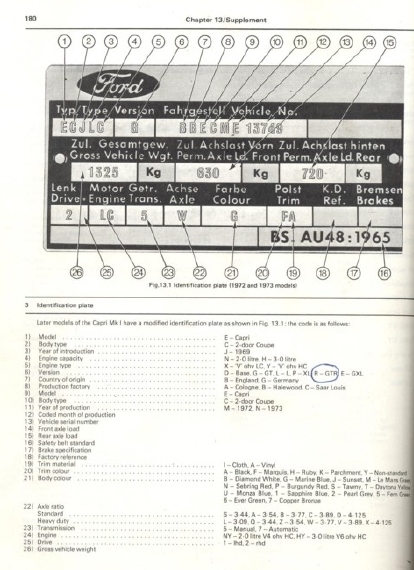 180
Chapter 13/Supplement
1 2 3 4 5 6 7 8 9 10 11 12 13 14 15
Ford
Typ/Type/Version Fahrgestell Vehicle No.
ECJLC B BBECME 13749
Zul. Gesamtgew. Zul. Achslast Vorn Zul. Achslast hinten
Gross Vehicle Wgt. Perm.Axle Ld. Front Perm.Axle Ld. Rear
1325 Kg 630 Kg 720 Kg
Lenk Motor Getr. Achse Farbe Polst K.D. Bremsen
Drive Engine Trans. Axle Colour Trim Ref. Brakes
2 LC 5 W G FA
BS. AU48:1965
26 25 24 23 22 21 20 19 18 17 16
Fig.13.1 Identification plate (1972 and 1973 models)
3 Identification plate
Later models of the Capri Mk I have a modified identification plate as shown in Fig. 13.1: the code is as follows:
1) Model E - Capri
2) Body type C - 2-door Coupe
3) Year of introduction J - 1969
4) Engine capacity N - 2.0 litre, H - 3.0 litre
5) Engine type X - 'V' ohv LC, Y - 'V' ohv HC
6) Version D - Base, G - GT, L - L, P - XL, R - GTR, E - GXL
7) Country of origin B - England, G - Germany
8) Production factory A - Cologne, B - Halewood, C - Saar Louis
9) Model E - Capri
10) Body type C - 2-door Coupe
11) Year of production M - 1972, N - 1973
12) Coded month of production
13) Vehicle serial number
14) Front axle load
15) Rear axle load
16) Safety belt standard
17) Brake specification
18) Factory reference
19) Trim material I - Cloth, A - Vinyl
20) Trim colour A - Black, F - Marquis, H - Ruby, K - Parchment, Y - Non-standard
21) Body colour B - Diamond White, G - Marine Blue, J - Sunset, M - Le Mans Green
N - Sebring Red, P - Burgundy Red, S - Tawny, T - Daytona Yellow
U - Monza Blue, 1 - Sapphire Blue, 2 - Pearl Grey, 5 - Fern Green
8 - Ever Green, 7 - Copper Bronze
22) Axle ratio
Standard S - 3.44, A - 3.54, B - 3.77, C - 3.89, D - 4.125
Heavy duty L - 3.09, O - 3.44, Z - 3.54, W - 3.77, V - 3.89, X - 4.125
23) Transmission 5 - Manual, 7 - Automatic
24) Engine NY - 2.0 litre V4 ohv HC, HY - 3.0 litre V6 ohv HC
25) Drive 1 - lhd, 2 - rhd
26) Gross vehicle weight